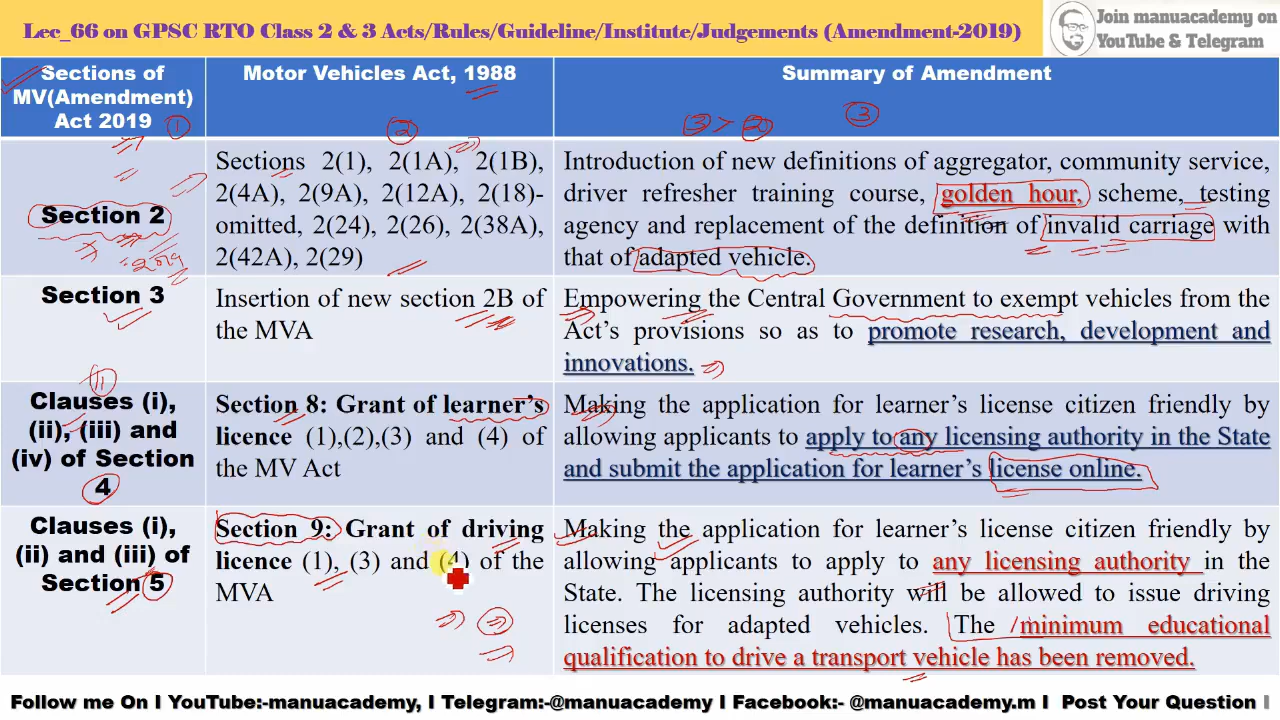 Lec_66 on GPSC RTO Class 2 & 3 Acts/Rules/Guideline/Institute/Judgements (Amendment-2019)
Join manuacademy on
YouTube & Telegram
Sections of
MV(Amendment)
Act 2019
1
Motor Vehicles Act, 1988
2
Summary of Amendment
3
3 > 2
Section 2
2019
Sections 2(1), 2(1A), 2(1B),
2(4A), 2(9A), 2(12A), 2(18)-
omitted, 2(24), 2(26), 2(38A),
2(42A), 2(29)
Introduction of new definitions of aggregator, community service,
driver refresher training course, golden hour, scheme, testing
agency and replacement of the definition of invalid carriage with
that of adapted vehicle.
Section 3
Insertion of new section 2B of
the MVA
Empowering the Central Government to exempt vehicles from the
Act's provisions so as to promote research, development and
innovations.
Clauses (i),
(ii), (iii) and
(iv) of Section
4
Section 8: Grant of learner's
licence (1),(2),(3) and (4) of
the MV Act
Making the application for learner's license citizen friendly by
allowing applicants to apply to any licensing authority in the State
and submit the application for learner's license online.
Clauses (i),
(ii) and (iii) of
Section 5
Section 9: Grant of driving
licence (1), (3) and (4) of the
MVA
Making the application for learner's license citizen friendly by
allowing applicants to apply to any licensing authority in the
State. The licensing authority will be allowed to issue driving
licenses for adapted vehicles. The minimum educational
qualification to drive a transport vehicle has been removed.
Follow me On I YouTube:-manuacademy, I Telegram:-@manuacademy I Facebook:- @manuacademy.m I Post Your Question I